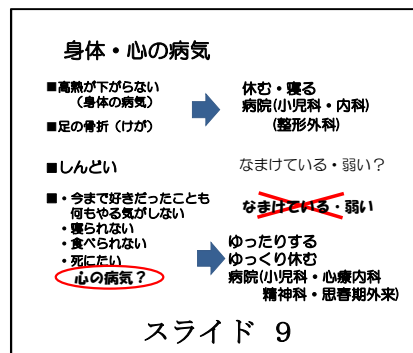 身体・心の病気
■高熱が下がらない
(身体の病気)
■足の骨折(けが)
休む・寝る
病院(小児科・内科)
(整形外科)
■しんどい
なまけている・弱い？
■・今まで好きだったことも
何もやる気がしない
・寝られない
・食べられない
・死にたい
心の病気？
なまけている・弱い
ゆったりする
ゆっくり休む
病院(小児科・心療内科
精神科・思春期外来)
スライド 9